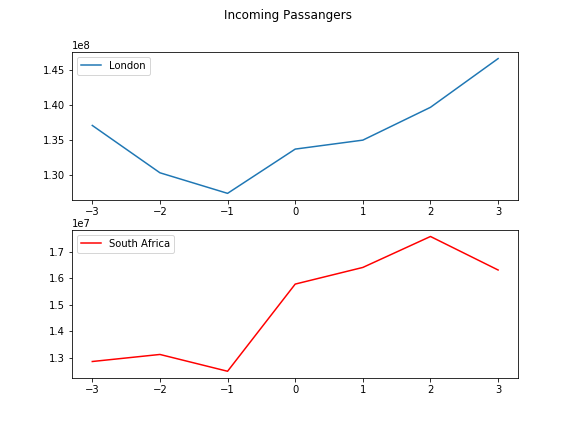 Incoming Passangers
1e8
London
1.45
1.40
1.35
1.30
−3 −2 −1 0 1 2 3
1e7
South Africa
1.7
1.6
1.5
1.4
1.3
−3 −2 −1 0 1 2 3